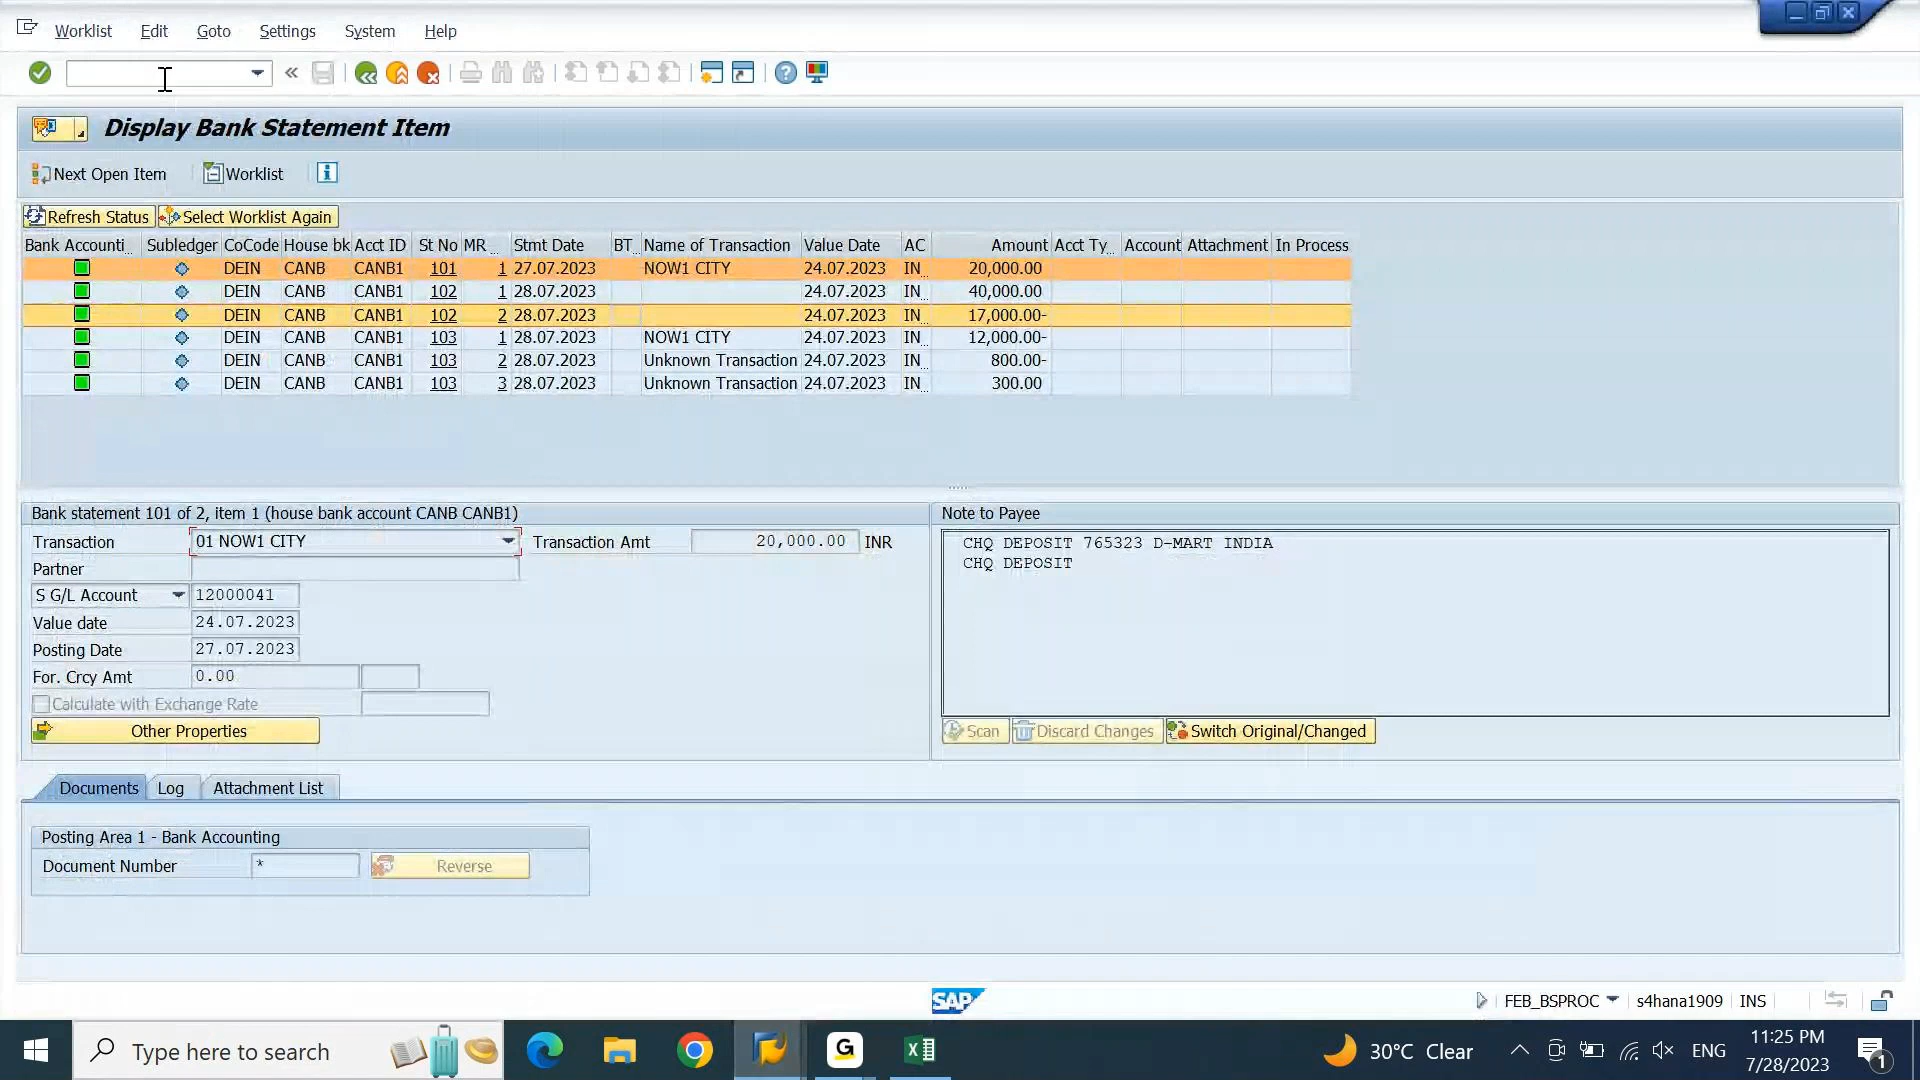 Worklist Edit Goto Settings System Help
Display Bank Statement Item
Next Open Item Worklist
Refresh Status Select Worklist Again
Bank Accounti... Subledger CoCode House bk Acct ID St No MR ... Stmt Date BT... Name of Transaction Value Date AC Amount Acct Ty... Account Attachment In Process
DEIN CANB CANB1 101 1 27.07.2023 NOW1 CITY 24.07.2023 IN... 20,000.00
DEIN CANB CANB1 102 1 28.07.2023 24.07.2023 IN... 40,000.00
DEIN CANB CANB1 102 2 28.07.2023 24.07.2023 IN... 17,000.00-
DEIN CANB CANB1 103 1 28.07.2023 NOW1 CITY 24.07.2023 IN... 12,000.00-
DEIN CANB CANB1 103 2 28.07.2023 Unknown Transaction 24.07.2023 IN... 800.00-
DEIN CANB CANB1 103 3 28.07.2023 Unknown Transaction 24.07.2023 IN... 300.00
Bank statement 101 of 2, item 1 (house bank account CANB CANB1)
Transaction 01 NOW1 CITY Transaction Amt 20,000.00 INR
Partner
S G/L Account 12000041
Value date 24.07.2023
Posting Date 27.07.2023
For. Crcy Amt 0.00
Calculate with Exchange Rate
Other Properties
Note to Payee
CHQ DEPOSIT 765323 D-MART INDIA
CHQ DEPOSIT
Scan Discard Changes Switch Original/Changed
Documents Log Attachment List
Posting Area 1 - Bank Accounting
Document Number * Reverse
SAP FEB_BSPROC s4hana1909 INS
Type here to search G 30°C Clear ENG 11:25 PM
7/28/2023 1